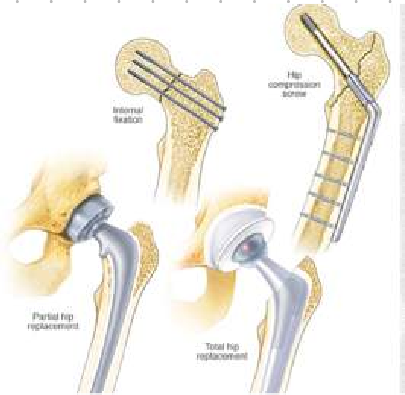 Internal
fixation
Hip
compression
screw
Partial hip
replacement
Total hip
replacement